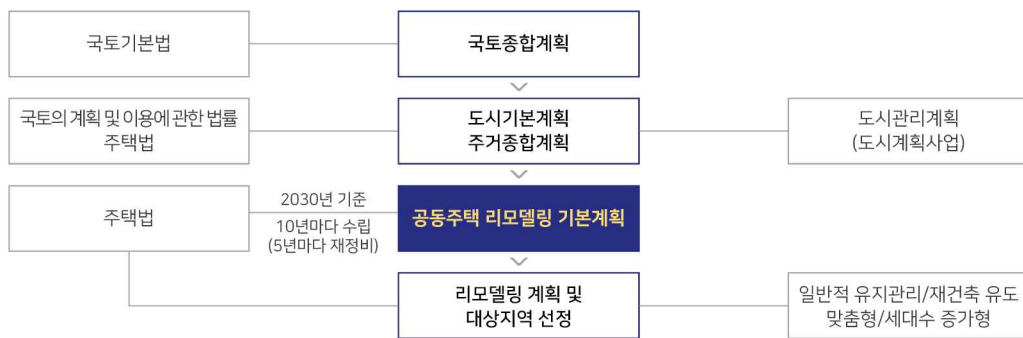 국토기본법
국토종합계획
국토의 계획 및 이용에 관한 법률
주택법
도시기본계획
주거종합계획
도시관리계획
(도시계획사업)
주택법
2030년 기준
10년마다 수립
(5년마다 재정비)
공동주택 리모델링 기본계획
리모델링 계획 및
대상지역 선정
일반적 유지관리/재건축 유도
맞춤형/세대수 증가형